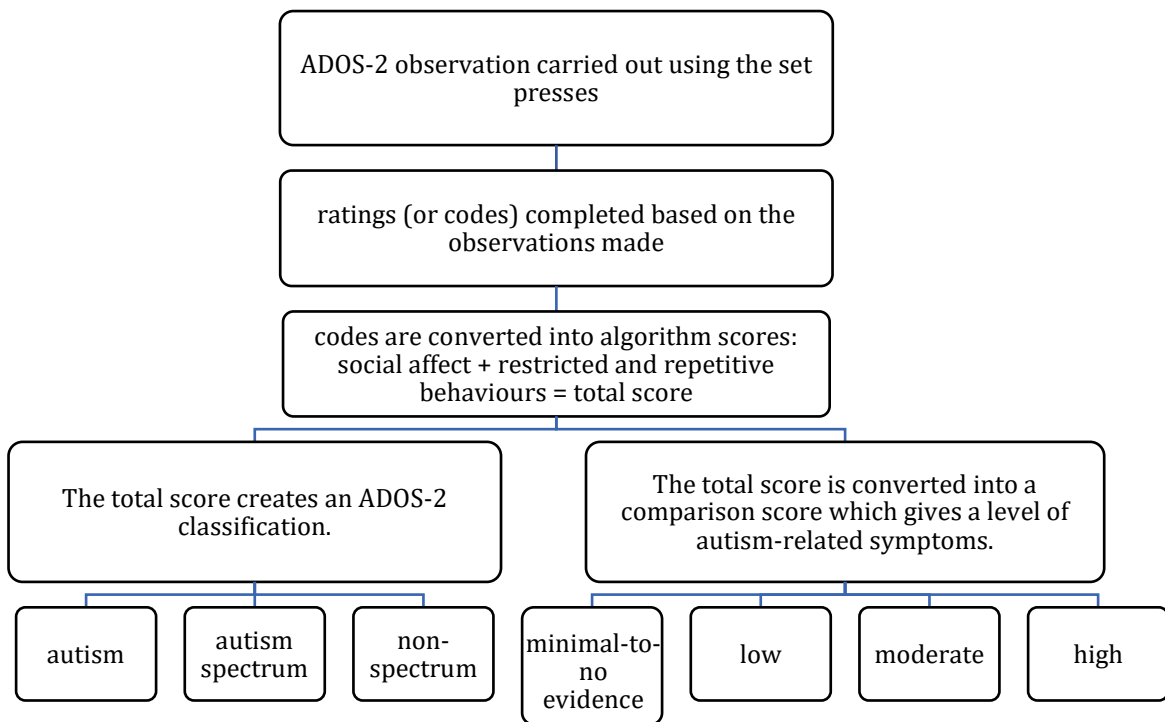 ADOS-2 observation carried out using the set
presses
ratings (or codes) completed based on the
observations made
codes are converted into algorithm scores:
social affect + restricted and repetitive
behaviours = total score
The total score creates an ADOS-2
classification.
The total score is converted into a
comparison score which gives a level of
autism-related symptoms.
autism
autism
spectrum
non-
spectrum
minimal-to-
no
evidence
low
moderate
high